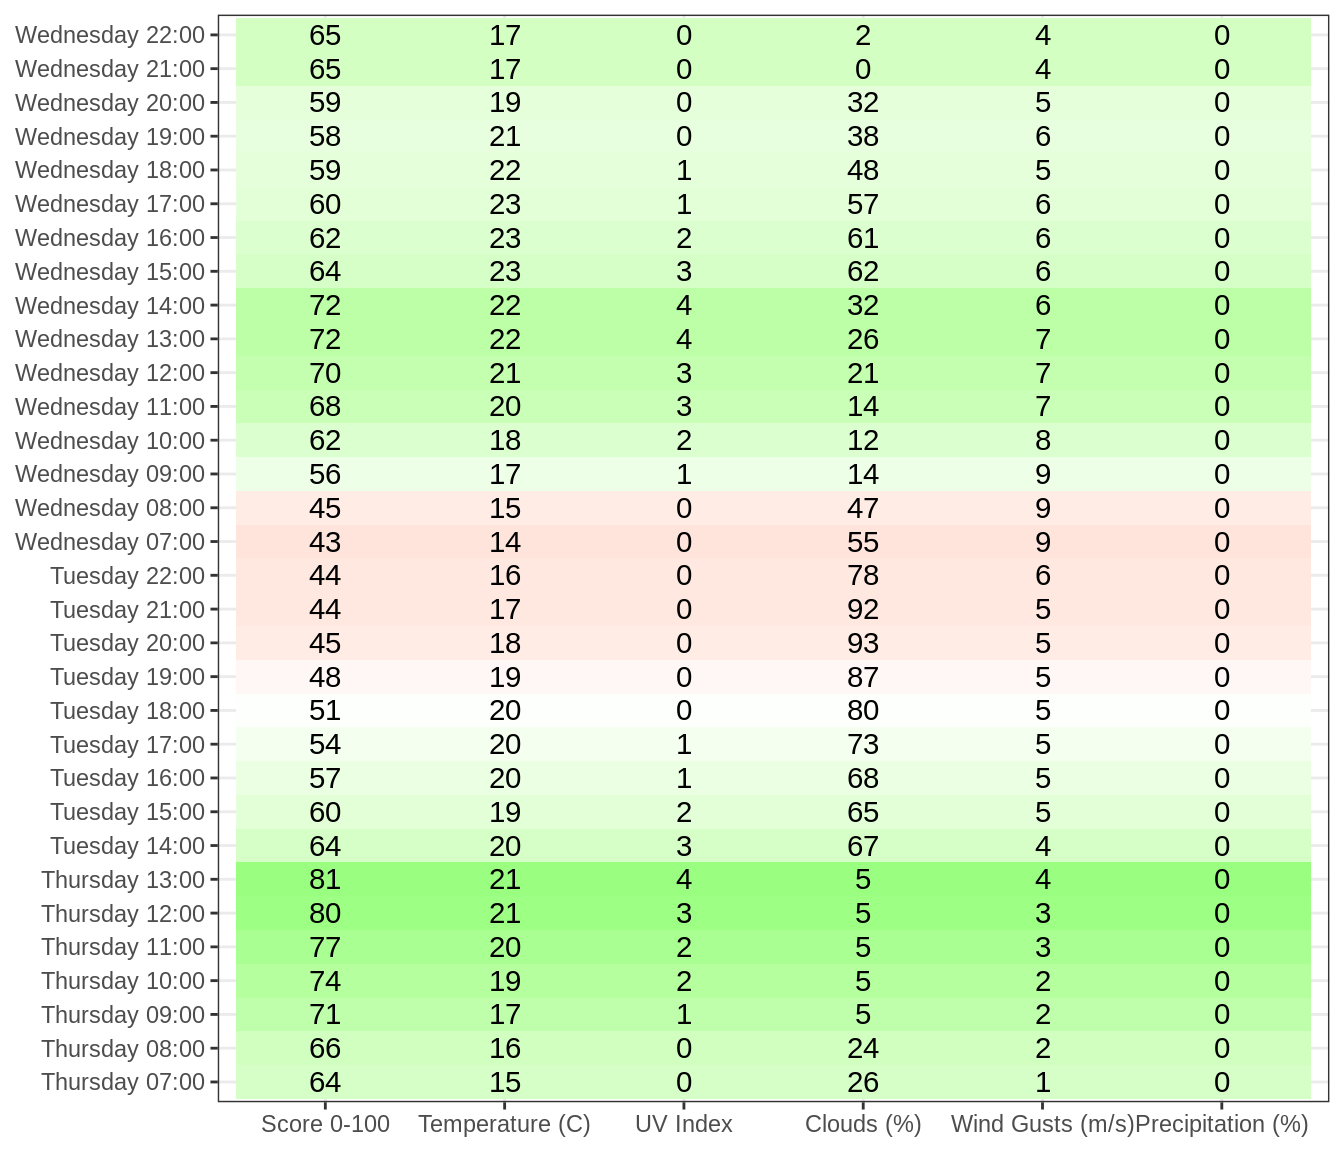 Wednesday 22:00 65 17 0 2 4 0
Wednesday 21:00 65 17 0 0 4 0
Wednesday 20:00 59 19 0 32 5 0
Wednesday 19:00 58 21 0 38 6 0
Wednesday 18:00 59 22 1 48 5 0
Wednesday 17:00 60 23 1 57 6 0
Wednesday 16:00 62 23 2 61 6 0
Wednesday 15:00 64 23 3 62 6 0
Wednesday 14:00 72 22 4 32 6 0
Wednesday 13:00 72 22 4 26 7 0
Wednesday 12:00 70 21 3 21 7 0
Wednesday 11:00 68 20 3 14 7 0
Wednesday 10:00 62 18 2 12 8 0
Wednesday 09:00 56 17 1 14 9 0
Wednesday 08:00 45 15 0 47 9 0
Wednesday 07:00 43 14 0 55 9 0
Tuesday 22:00 44 16 0 78 6 0
Tuesday 21:00 44 17 0 92 5 0
Tuesday 20:00 45 18 0 93 5 0
Tuesday 19:00 48 19 0 87 5 0
Tuesday 18:00 51 20 0 80 5 0
Tuesday 17:00 54 20 1 73 5 0
Tuesday 16:00 57 20 1 68 5 0
Tuesday 15:00 60 19 2 65 5 0
Tuesday 14:00 64 20 3 67 4 0
Thursday 13:00 81 21 4 5 4 0
Thursday 12:00 80 21 3 5 3 0
Thursday 11:00 77 20 2 5 3 0
Thursday 10:00 74 19 2 5 2 0
Thursday 09:00 71 17 1 5 2 0
Thursday 08:00 66 16 0 24 2 0
Thursday 07:00 64 15 0 26 1 0
Score 0-100 Temperature (C) UV Index Clouds (%) Wind Gusts (m/s) Precipitation (%)